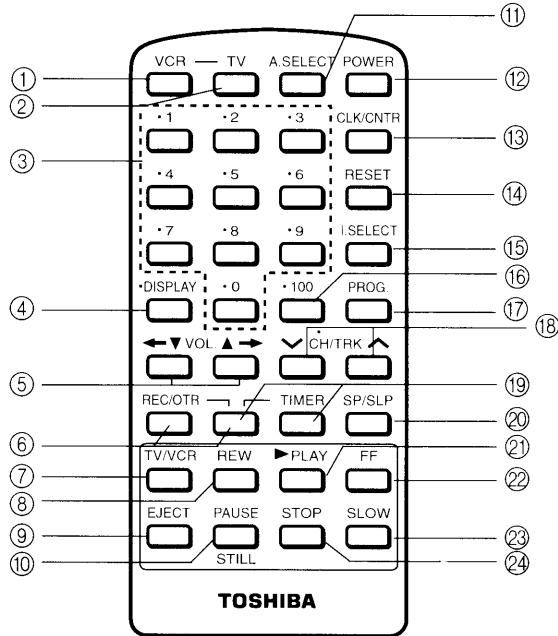 ⑪
VCR — TV A.SELECT POWER
① ⑫
② ·1 ·2 ·3 CLK/CNTR
③ ⑬
·4 ·5 ·6 RESET
⑭
·7 ·8 ·9 I.SELECT
⑮
⑯
·DISPLAY ·0 ·100 PROG.
④ ⑰
⑱
←▼ VOL. ▲→ ∨ CH/TRK ∧
⑤ ⑲
REC/OTR TIMER SP/SLP
⑥ ⑳
TV/VCR REW ►PLAY FF ㉑
⑦
⑧ ㉒
EJECT PAUSE STOP SLOW
⑨ ㉓
⑩ STILL ㉔
TOSHIBA